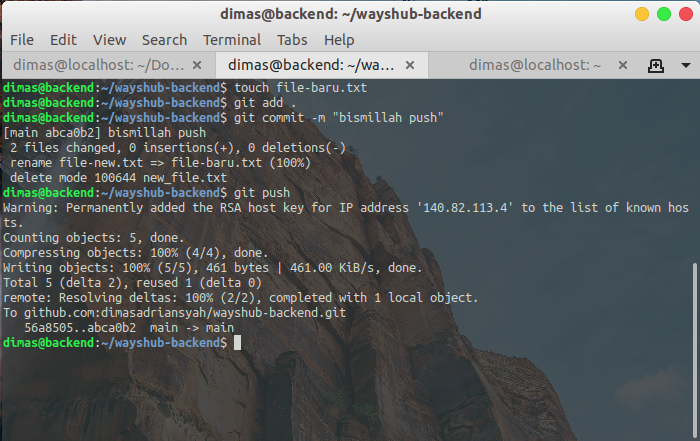 dimas@backend: ~/wayshub-backend
File Edit View Search Terminal Tabs Help
dimas@localhost: ~/Do... × dimas@backend: ~/wa... × dimas@localhost: ~ ×
dimas@backend:~/wayshub-backend$ touch file-baru.txt
dimas@backend:~/wayshub-backend$ git add .
dimas@backend:~/wayshub-backend$ git commit -m "bismillah push"
[main abca0b2] bismillah push
 2 files changed, 0 insertions(+), 0 deletions(-)
 rename file-new.txt => file-baru.txt (100%)
 delete mode 100644 new_file.txt
dimas@backend:~/wayshub-backend$ git push
Warning: Permanently added the RSA host key for IP address '140.82.113.4' to the list of known hos
ts.
Counting objects: 5, done.
Compressing objects: 100% (4/4), done.
Writing objects: 100% (5/5), 461 bytes | 461.00 KiB/s, done.
Total 5 (delta 2), reused 1 (delta 0)
remote: Resolving deltas: 100% (2/2), completed with 1 local object.
To github.com:dimasadriansyah/wayshub-backend.git
   56a8505..abca0b2  main -> main
dimas@backend:~/wayshub-backend$